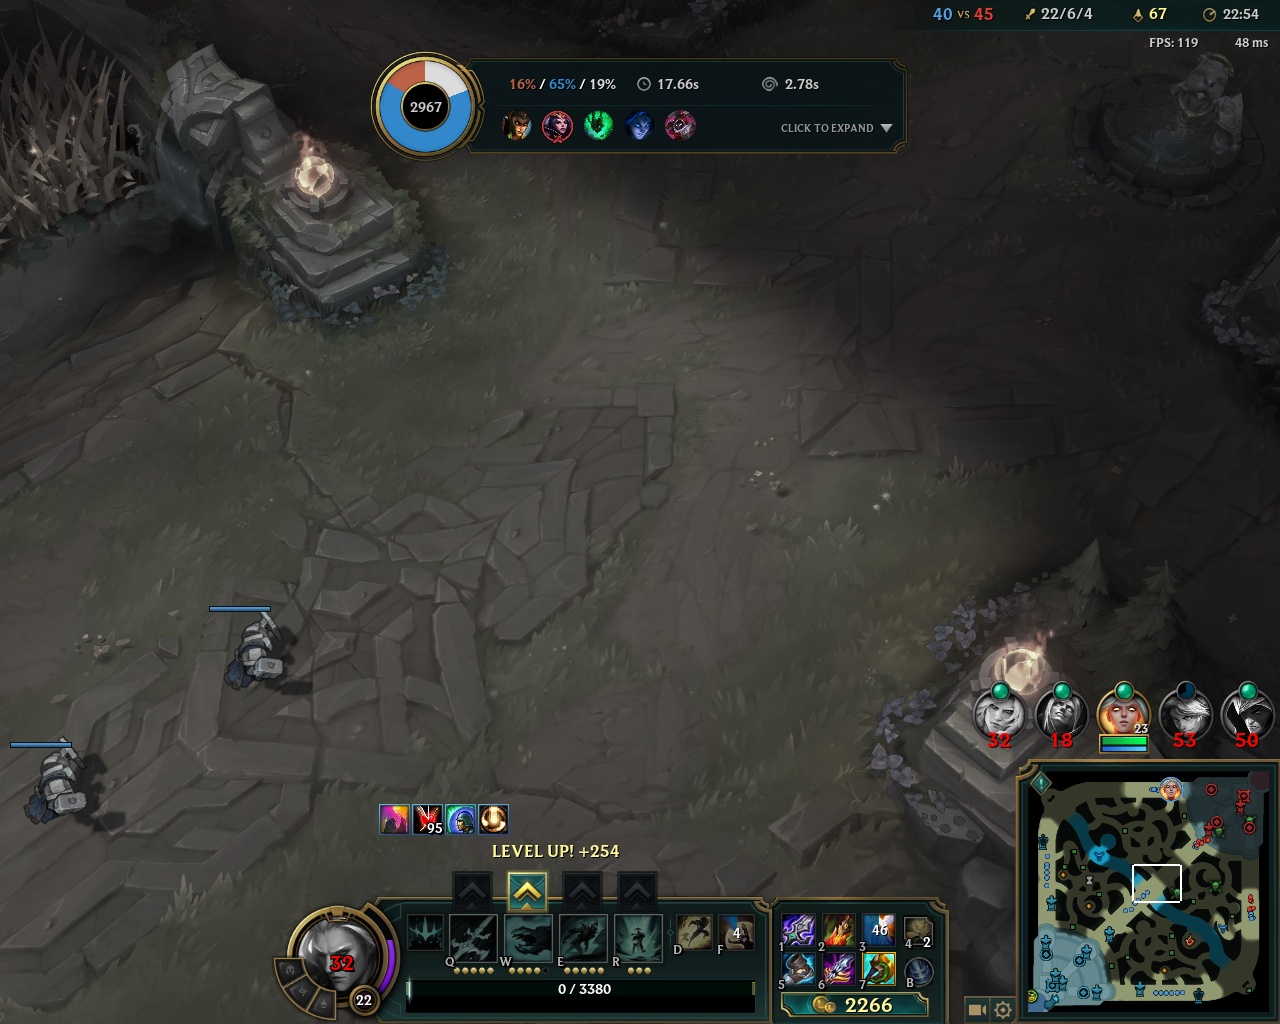 40 vs 45 22/6/4 67 22:54
FPS: 119 48 ms
16% / 65% / 19% 17.66s 2.78s
2967
CLICK TO EXPAND
23
32 18 53 50
95
LEVEL UP! +254
Q W E R D F 4
1 2 3 46 4 2
5 6 7 B
32
22
0 / 3380
2266